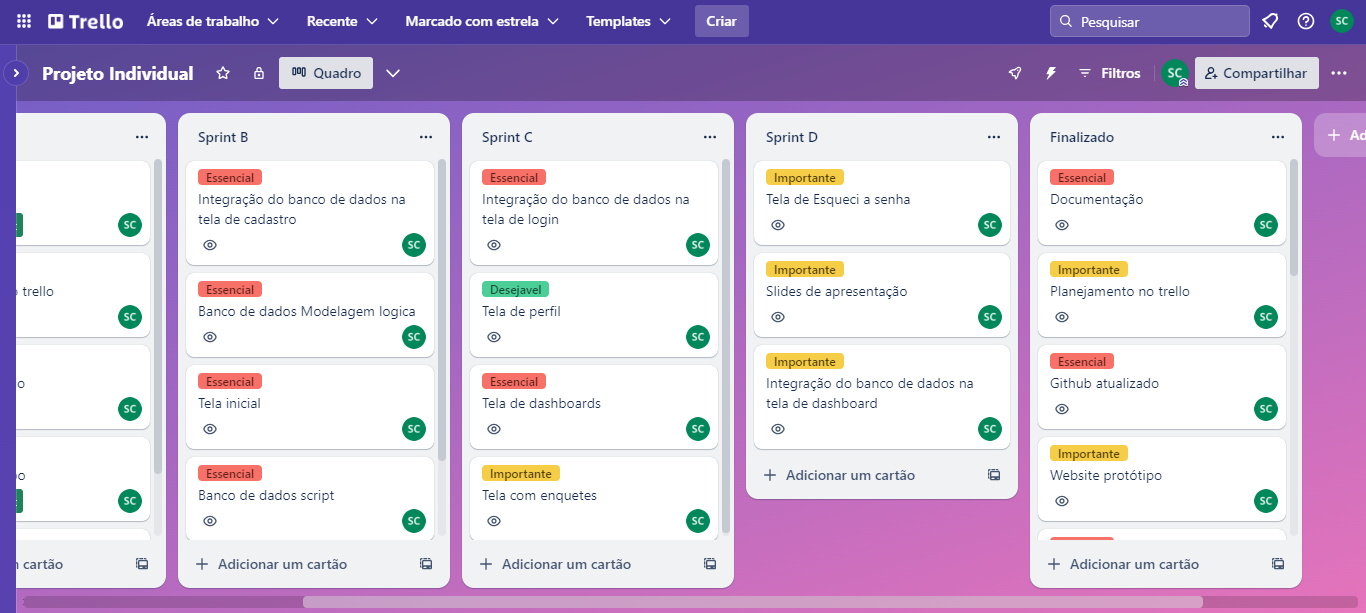 Trello
Áreas de trabalho
Recente
Marcado com estrela
Templates
Criar
Pesquisar
SC
Projeto Individual
Quadro
Filtros
SC
Compartilhar
SC
trello
SC
SC
SC
cartão
Sprint B
Essencial
Integração do banco de dados na
tela de cadastro
SC
Essencial
Banco de dados Modelagem logica
SC
Essencial
Tela inicial
SC
Essencial
Banco de dados script
SC
Adicionar um cartão
Sprint C
Essencial
Integração do banco de dados na
tela de login
SC
Desejavel
Tela de perfil
SC
Essencial
Tela de dashboards
SC
Importante
Tela com enquetes
SC
Adicionar um cartão
Sprint D
Importante
Tela de Esqueci a senha
SC
Importante
Slides de apresentação
SC
Importante
Integração do banco de dados na
tela de dashboard
SC
Adicionar um cartão
Finalizado
Essencial
Documentação
SC
Importante
Planejamento no trello
SC
Essencial
Github atualizado
SC
Importante
Website protótipo
SC
Adicionar um cartão